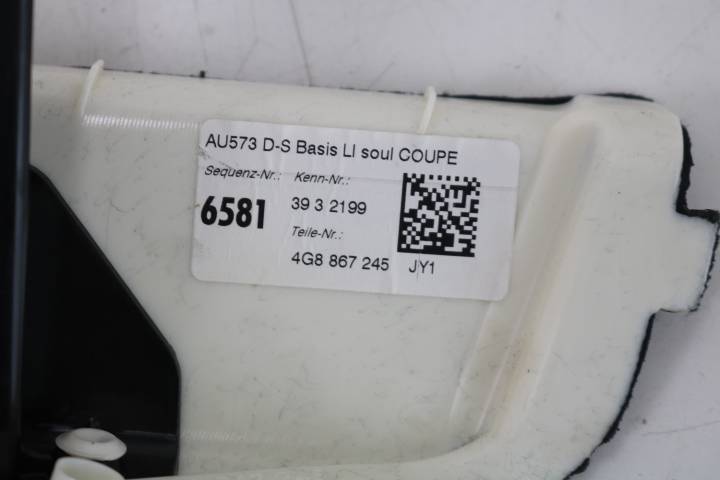 AU573 D-S Basis LI soul COUPE
Sequenz-Nr.: Kenn-Nr.:
6581 39 3 2199
Teile-Nr.:
4G8 867 245 JY1